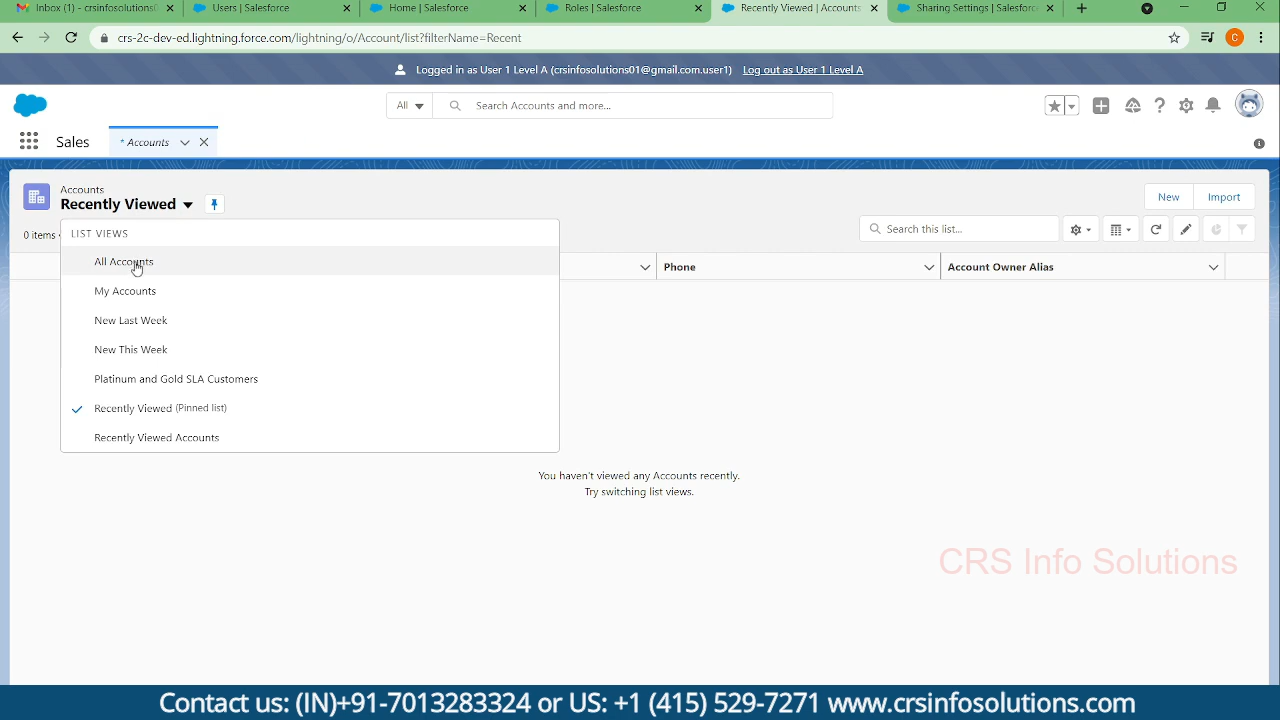 Inbox (1) - crsinfosolutions0
Users | Salesforce
Home | Salesforce
Roles | Salesforce
Recently Viewed | Accounts
Sharing Settings | Salesforce
crs-2c-dev-ed.lightning.force.com/lightning/o/Account/list?filterName=Recent
C
Logged in as User 1 Level A (crsinfosolutions01@gmail.com.user1) Log out as User 1 Level A
All
Search Accounts and more...
Sales
* Accounts
Accounts
Recently Viewed
New
Import
0 items
Search this list...
LIST VIEWS
All Accounts
My Accounts
New Last Week
New This Week
Platinum and Gold SLA Customers
Recently Viewed (Pinned list)
Recently Viewed Accounts
Phone
Account Owner Alias
You haven't viewed any Accounts recently.
Try switching list views.
CRS Info Solutions
Contact us: (IN)+91-7013283324 or US: +1 (415) 529-7271 www.crsinfosolutions.com